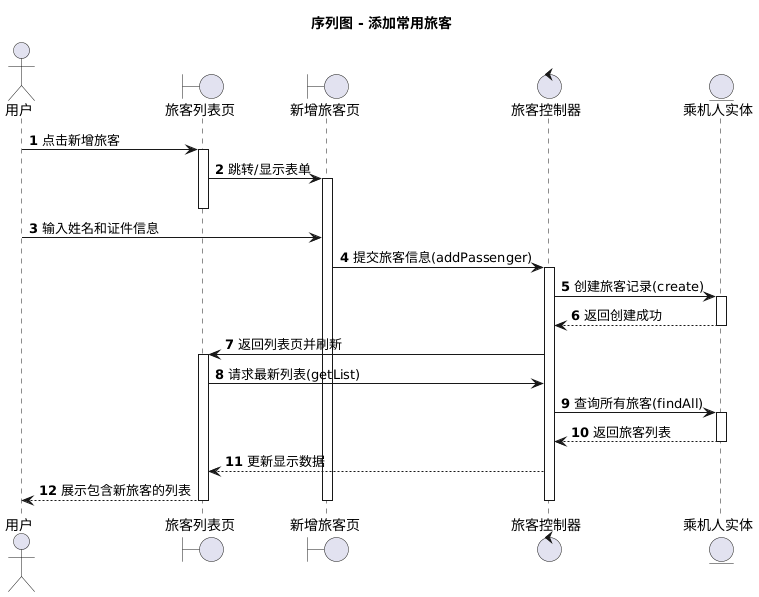 序列图 - 添加常用旅客
用户
旅客列表页
新增旅客页
旅客控制器
乘机人实体
1 点击新增旅客
2 跳转/显示表单
3 输入姓名和证件信息
4 提交旅客信息(addPassenger)
5 创建旅客记录(create)
6 返回创建成功
7 返回列表页并刷新
8 请求最新列表(getList)
9 查询所有旅客(findAll)
10 返回旅客列表
11 更新显示数据
12 展示包含新旅客的列表
用户
旅客列表页
新增旅客页
旅客控制器
乘机人实体